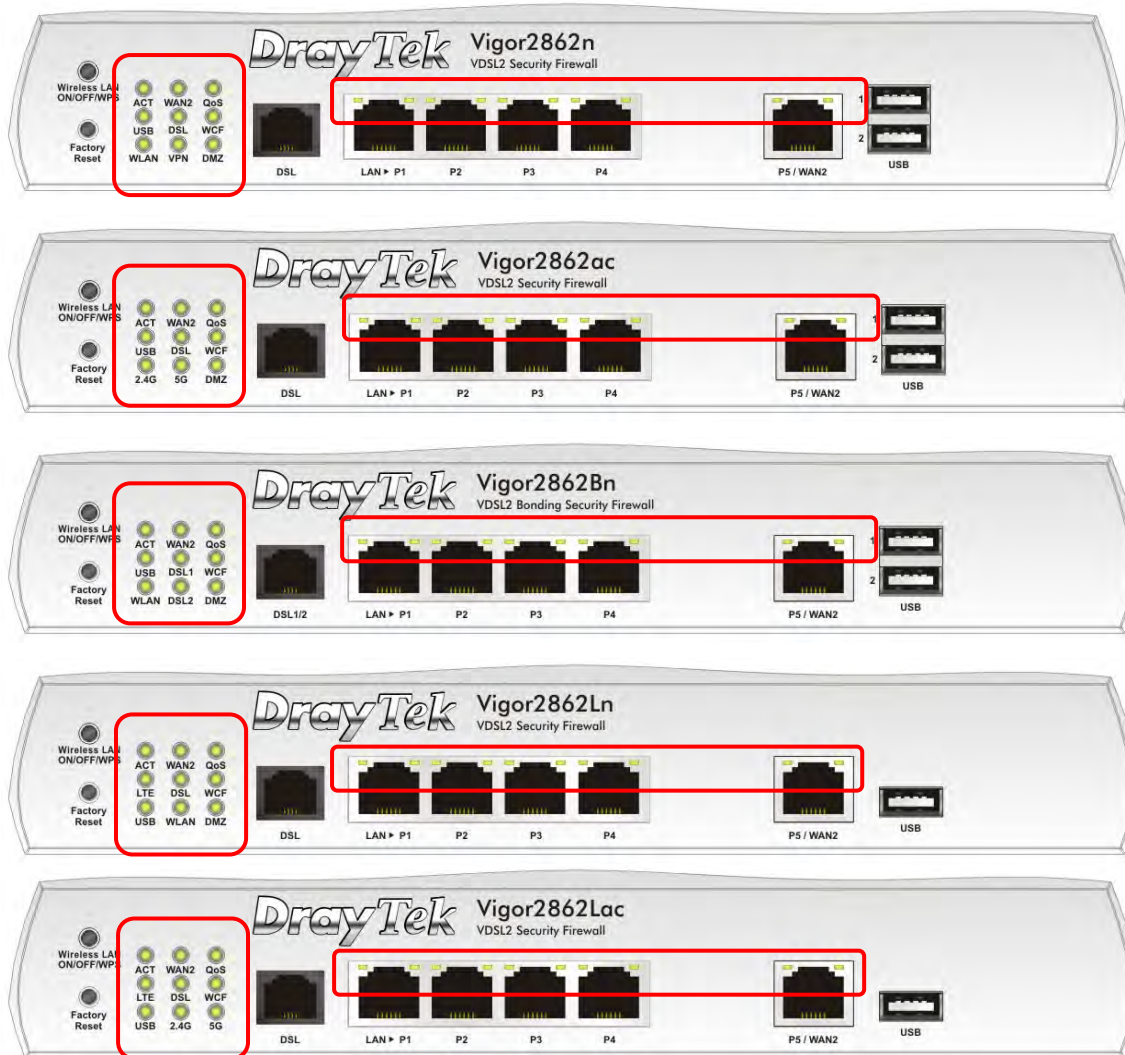 DrayTek Vigor2862n
VDSL2 Security Firewall
Wireless LAN
ON/OFF/WPS
ACT WAN2 QoS
USB DSL WCF
Factory
Reset
WLAN VPN DMZ
DSL
LAN ► P1 P2 P3 P4
P5 / WAN2
1
2
USB
DrayTek Vigor2862ac
VDSL2 Security Firewall
Wireless LAN
ON/OFF/WPS
ACT WAN2 QoS
USB DSL WCF
Factory
Reset
2.4G 5G DMZ
DSL
LAN ► P1 P2 P3 P4
P5 / WAN2
1
2
USB
DrayTek Vigor2862Bn
VDSL2 Bonding Security Firewall
Wireless LAN
ON/OFF/WPS
ACT WAN2 QoS
USB DSL1 WCF
Factory
Reset
WLAN DSL2 DMZ
DSL1/2
LAN ► P1 P2 P3 P4
P5 / WAN2
1
2
USB
DrayTek Vigor2862Ln
VDSL2 Security Firewall
Wireless LAN
ON/OFF/WPS
ACT WAN2 QoS
LTE DSL WCF
Factory
Reset
USB WLAN DMZ
DSL
LAN ► P1 P2 P3 P4
P5 / WAN2
USB
DrayTek Vigor2862Lac
VDSL2 Security Firewall
Wireless LAN
ON/OFF/WPS
ACT WAN2 QoS
LTE DSL WCF
Factory
Reset
USB 2.4G 5G
DSL
LAN ► P1 P2 P3 P4
P5 / WAN2
USB